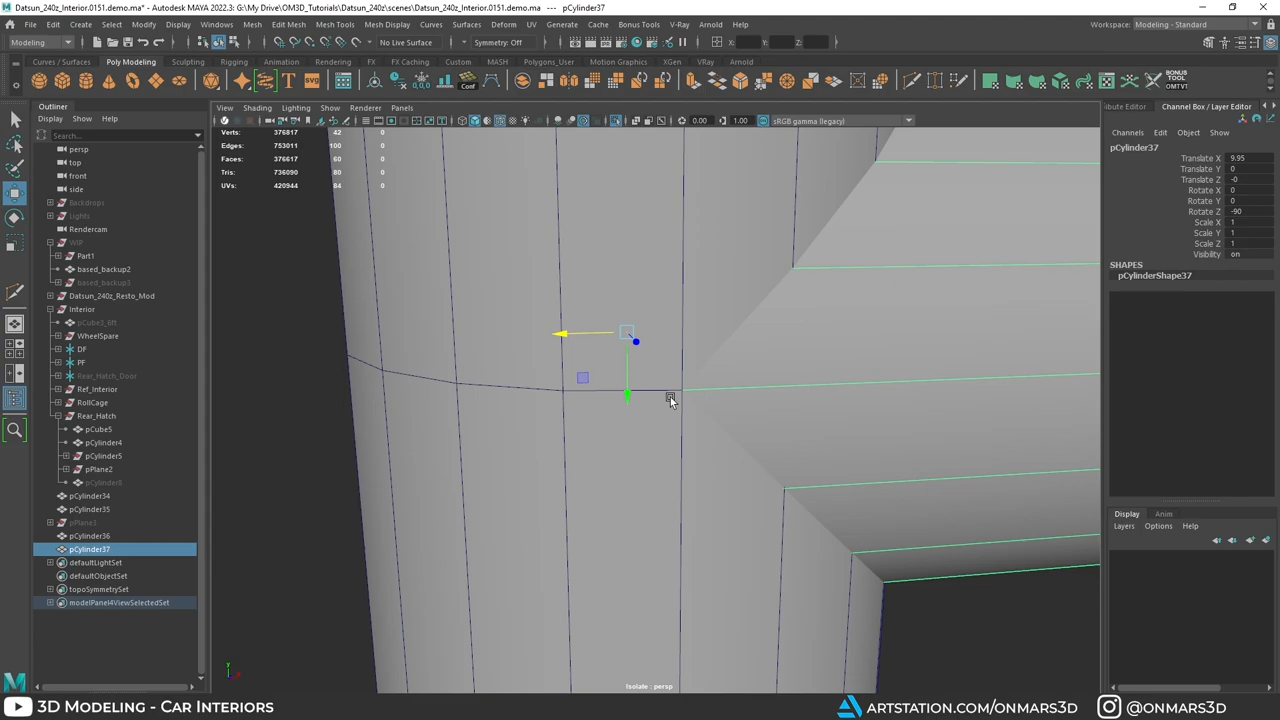 Datsun_240z_Interior.0151.demo.ma* - Autodesk MAYA 2022.3: G:\My Drive\OM3D_Tutorials\Datsun_240z\scenes\Datsun_240z_Interior.0151.demo.ma --- pCylinder37
File Edit Create Select Modify Display Windows Mesh Edit Mesh Mesh Tools Mesh Display Curves Surfaces Deform UV Generate Cache Bonus Tools V-Ray Arnold Help Workspace: Modeling - Standard
Modeling No Live Surface Symmetry: Off X: Y: Z:
Curves / Surfaces Poly Modeling Sculpting Rigging Animation Rendering FX FX Caching Custom MASH Polygons_User Motion Graphics XGen VRay Arnold
Conf BONUS TOOL OMTV1
Outliner View Shading Lighting Show Renderer Panels bute Editor Channel Box / Layer Editor
Display Show Help
0.00 1.00 sRGB gamma (legacy)
Search...
Channels Edit Object Show
Verts: 376817 42 0
Edges: 753011 100 0
Faces: 376617 60 0
Tris: 736090 80 0
UVs: 420944 84 0
persp
top
front
side
Backdrops
Lights
Rendercam
WIP
Part1
based_backup2
based_backup3
Datsun_240z_Resto_Mod
Interior
pCube3_6ft
WheelSpare
DF
PF
Rear_Hatch_Door
Ref_Interior
RollCage
Rear_Hatch
pCube5
pCylinder4
pCylinder5
pPlane2
pCylinder8
pCylinder34
pCylinder35
pPlane3
pCylinder36
pCylinder37
defaultLightSet
defaultObjectSet
topoSymmetrySet
modelPanel4ViewSelectedSet
pCylinder37
Translate X 9.95
Translate Y 0
Translate Z -0
Rotate X 0
Rotate Y 0
Rotate Z -90
Scale X 1
Scale Y 1
Scale Z 1
Visibility on
SHAPES
pCylinderShape37
Display Anim
Layers Options Help
y
Isolate : persp
3D Modeling - Car Interiors
ARTSTATION.COM/ONMARS3D
@ONMARS3D